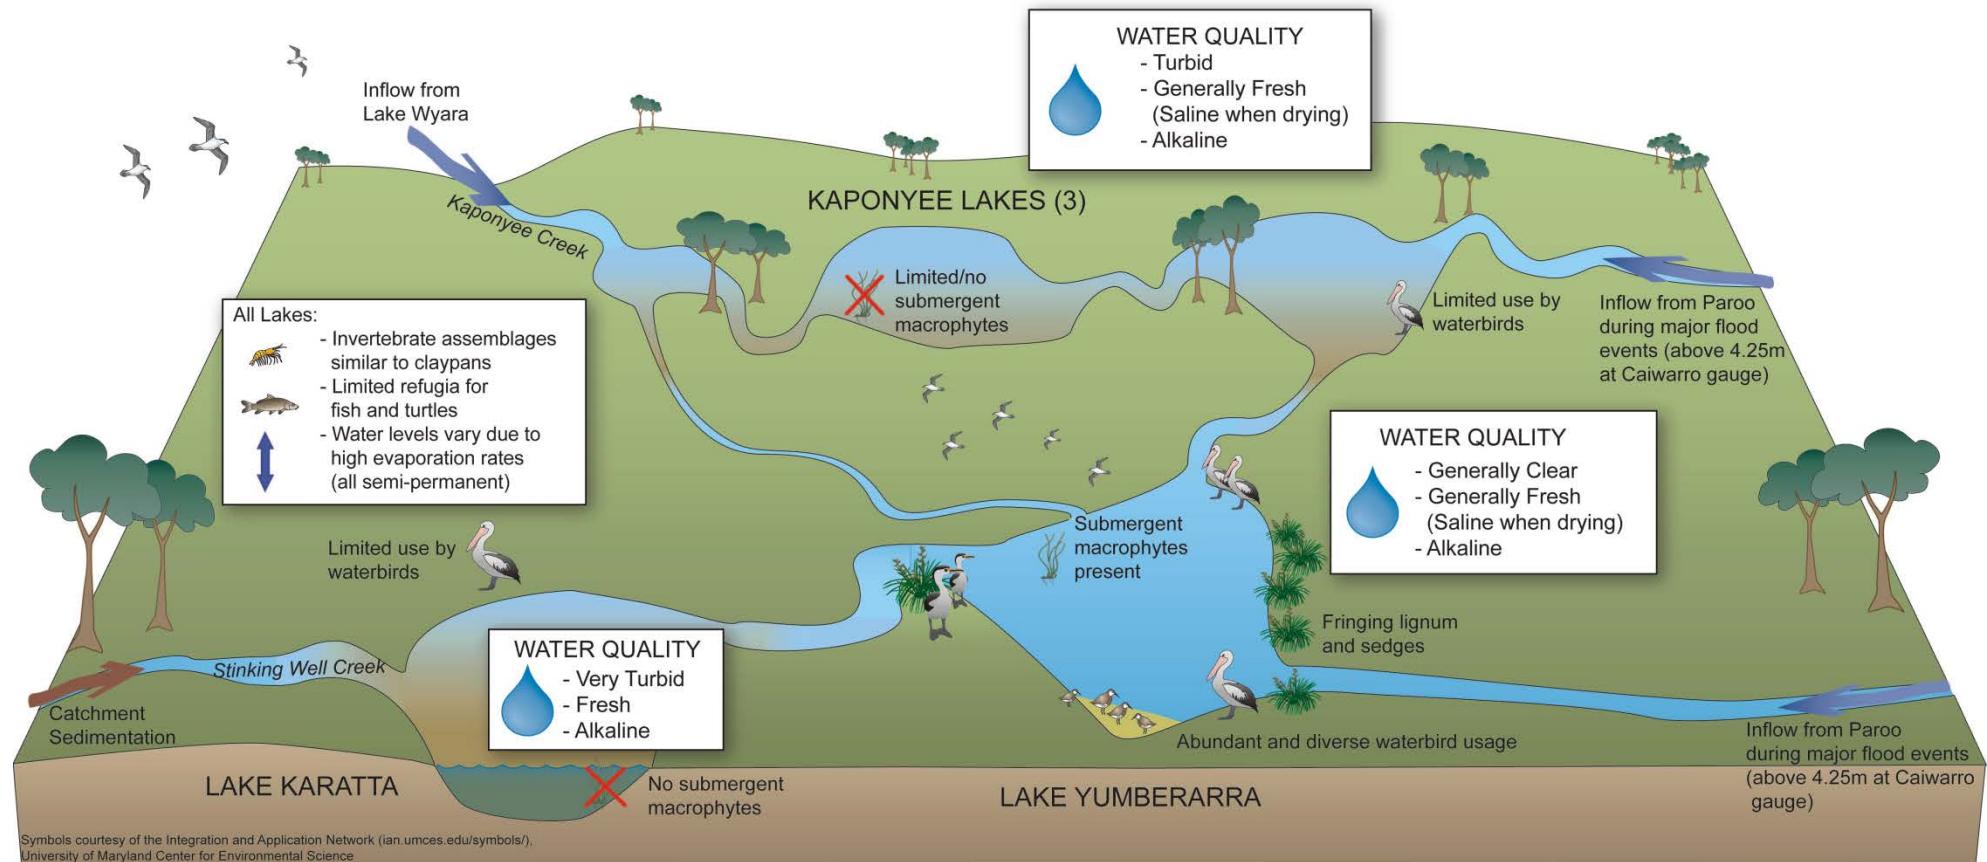 WATER QUALITY
- Turbid
- Generally Fresh
(Saline when drying)
- Alkaline
Inflow from
Lake Wyara
Kaponyee Creek
KAPONYEE LAKES (3)
Limited/no
submergent
macrophytes
Limited use by
waterbirds
Inflow from Paroo
during major flood
events (above 4.25m
at Caiwarro gauge)
All Lakes:
- Invertebrate assemblages
similar to claypans
- Limited refugia for
fish and turtles
- Water levels vary due to
high evaporation rates
(all semi-permanent)
WATER QUALITY
- Generally Clear
- Generally Fresh
(Saline when drying)
- Alkaline
Limited use by
waterbirds
Submergent
macrophytes
present
Fringing lignum
and sedges
Stinking Well Creek
Catchment
Sedimentation
WATER QUALITY
- Very Turbid
- Fresh
- Alkaline
Abundant and diverse waterbird usage
Inflow from Paroo
during major flood events
(above 4.25m at Caiwarro
gauge)
LAKE KARATTA
No submergent
macrophytes
LAKE YUMBERARRA
Symbols courtesy of the Integration and Application Network (ian.umces.edu/symbols/),
University of Maryland Center for Environmental Science